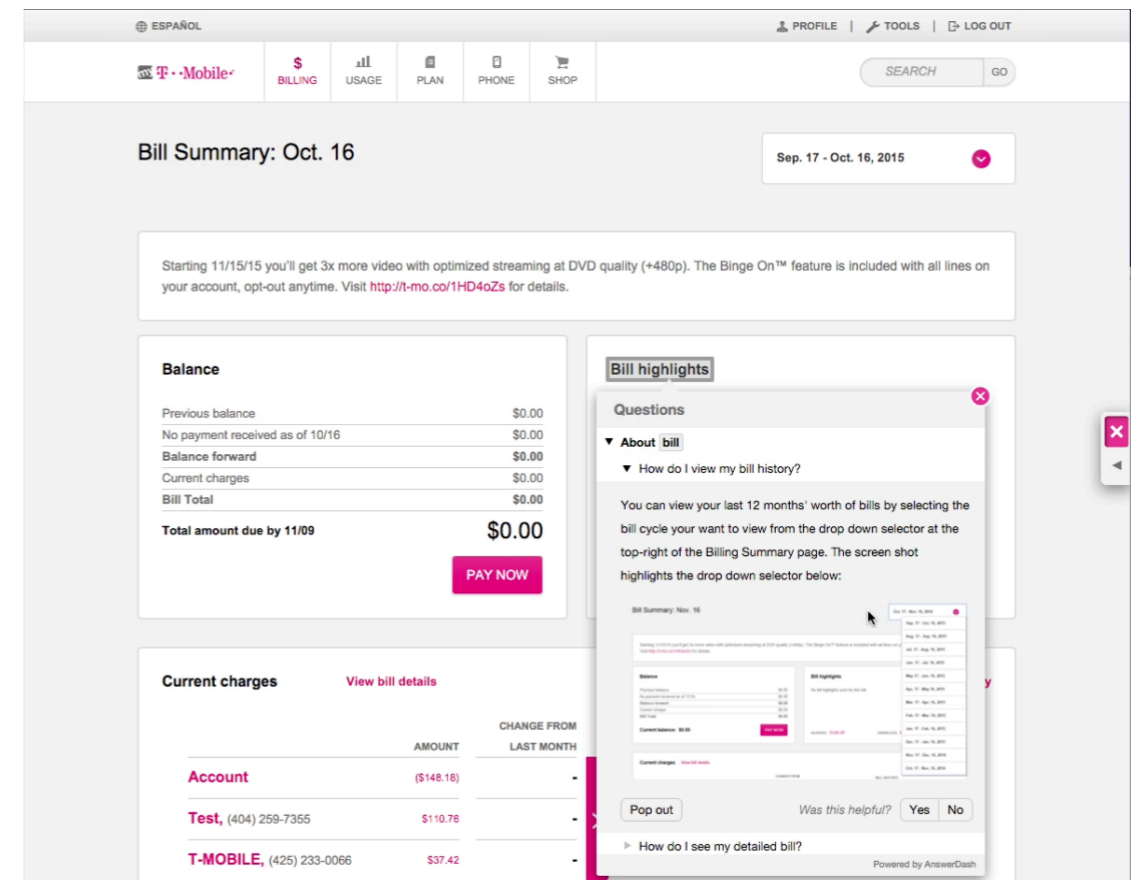 ESPAÑOL
PROFILE | TOOLS | LOG OUT
T··Mobile·
$
BILLING
USAGE
PLAN
PHONE
SHOP
SEARCH
GO
Bill Summary: Oct. 16
Sep. 17 - Oct. 16, 2015
Starting 11/15/15 you'll get 3x more video with optimized streaming at DVD quality (+480p). The Binge On™ feature is included with all lines on
your account, opt-out anytime. Visit http://t-mo.co/1HD4oZs for details.
Balance
Previous balance $0.00
No payment received as of 10/16 $0.00
Balance forward $0.00
Current charges $0.00
Bill Total $0.00
Total amount due by 11/09 $0.00
PAY NOW
Bill highlights
Questions
About bill
How do I view my bill history?
You can view your last 12 months' worth of bills by selecting the
bill cycle your want to view from the drop down selector at the
top-right of the Billing Summary page. The screen shot
highlights the drop down selector below:
Bill Summary: Nov. 16
Balance
Bill highlights
Current balance $0.00
PAY NOW
Current charges View bill details
Pop out
Was this helpful? Yes No
How do I see my detailed bill?
Powered by AnswerDash
Current charges View bill details
y
AMOUNT
CHANGE FROM
LAST MONTH
Account ($148.18) -
Test, (404) 259-7355 $110.76 -
T-MOBILE, (425) 233-0066 $37.42 -